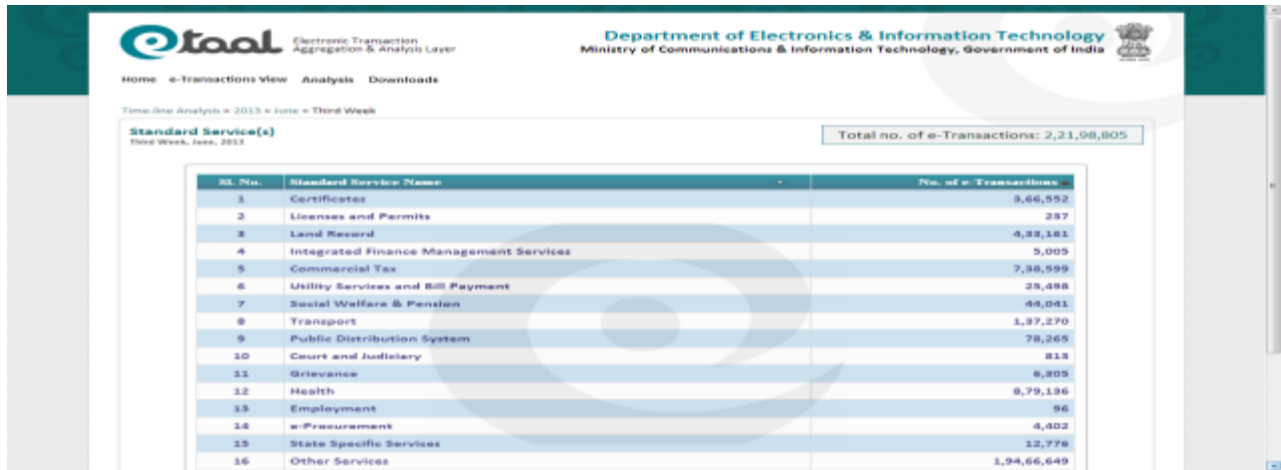 etaal Electronic Transaction
Aggregation & Analysis Layer
Department of Electronics & Information Technology
Ministry of Communications & Information Technology, Government of India
Home e-Transactions View Analysis Downloads
Time-line Analysis » 2013 » June » Third Week
Standard Service(s)
Third Week, June, 2013
Total no. of e-Transactions: 2,21,98,805
Sl. No. Standard Service Name No. of e-Transactions
1 Certificates 3,66,552
2 Licenses and Permits 237
3 Land Record 4,33,161
4 Integrated Finance Management Services 5,005
5 Commercial Tax 7,38,599
6 Utility Services and Bill Payment 25,498
7 Social Welfare & Pension 44,041
8 Transport 1,37,270
9 Public Distribution System 78,265
10 Court and Judiciary 813
11 Grievance 6,305
12 Health 8,79,136
13 Employment 96
14 e-Procurement 4,402
15 State Specific Services 12,776
16 Other Services 1,94,66,649